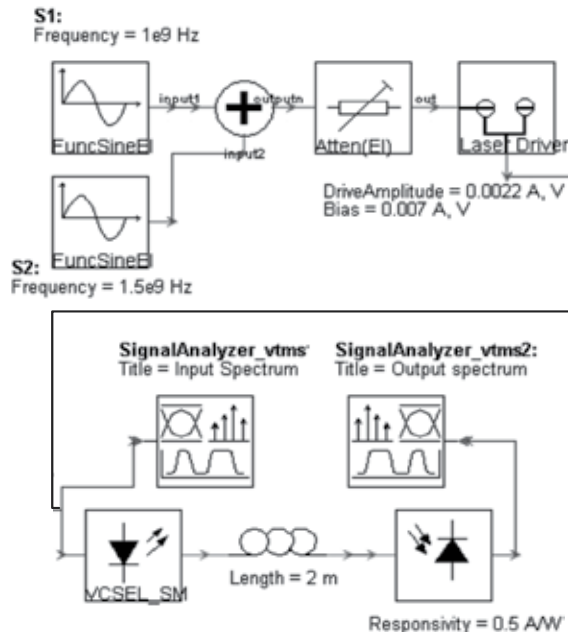 S1:
Frequency = 1e9 Hz
input1
outputn
out
FuncSineEl
input2
Atten(El)
Laser Driver
DriveAmplitude = 0.0022 A, V
Bias = 0.007 A, V
FuncSineEl
S2:
Frequency = 1.5e9 Hz
SignalAnalyzer_vtms
Title = Input Spectrum
SignalAnalyzer_vtms2:
Title = Output spectrum
VCSEL_SM
Length = 2 m
Responsivity = 0.5 A/W